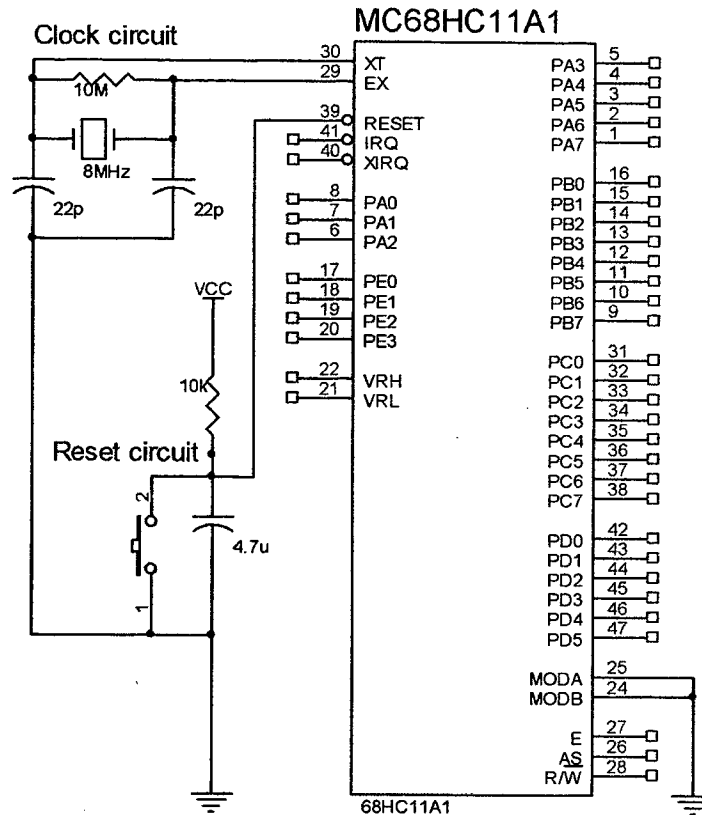 MC68HC11A1
Clock circuit
10M
8MHz
22p
22p
VCC
10k
Reset circuit
2
1
4.7u
30 XT
29 EX
39 RESET
41 IRQ
40 XIRQ
8 PA0
7 PA1
6 PA2
17 PE0
18 PE1
19 PE2
20 PE3
22 VRH
21 VRL
PA3 5
PA4 4
PA5 3
PA6 2
PA7 1
PB0 16
PB1 15
PB2 14
PB3 13
PB4 12
PB5 11
PB6 10
PB7 9
PC0 31
PC1 32
PC2 33
PC3 34
PC4 35
PC5 36
PC6 37
PC7 38
PD0 42
PD1 43
PD2 44
PD3 45
PD4 46
PD5 47
MODA 25
MODB 24
E 27
AS 26
R/W 28
68HC11A1